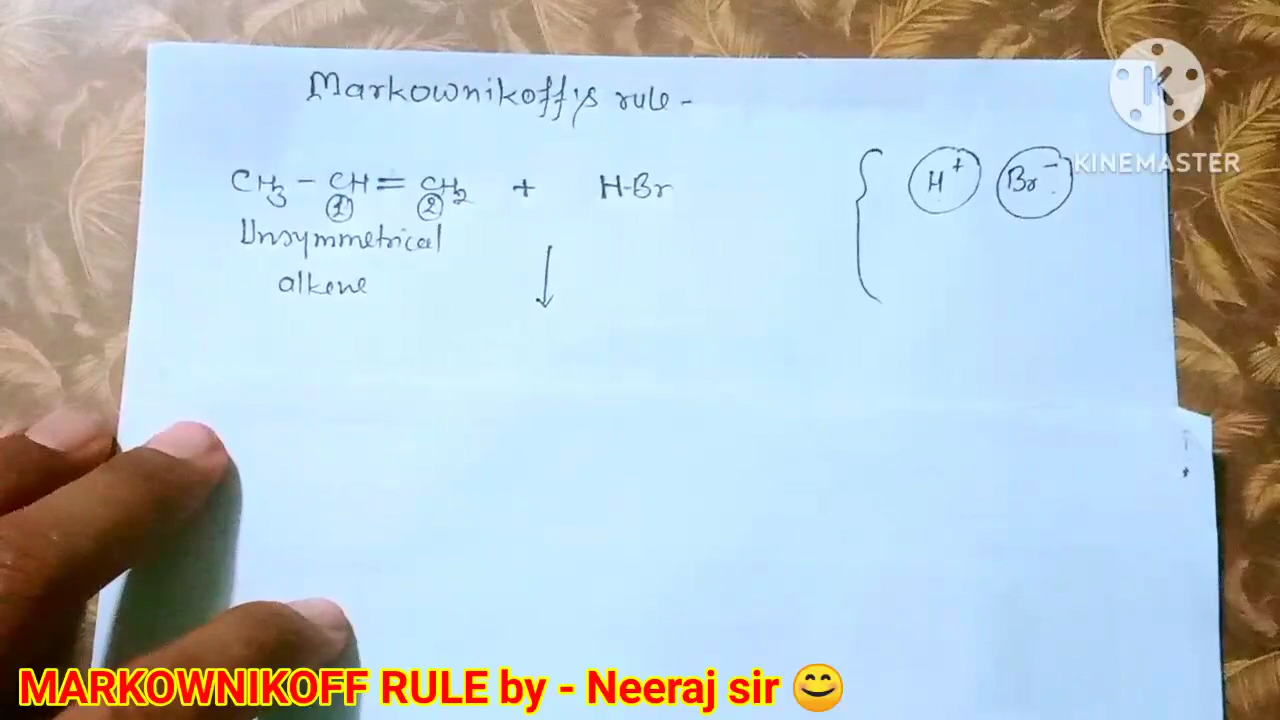 Markownikoff's rule -
CH3 - CH = CH2 + H-Br
1 2
Unsymmetrical
alkene
H+ Br-
KINEMASTER
MARKOWNIKOFF RULE by - Neeraj sir 😊